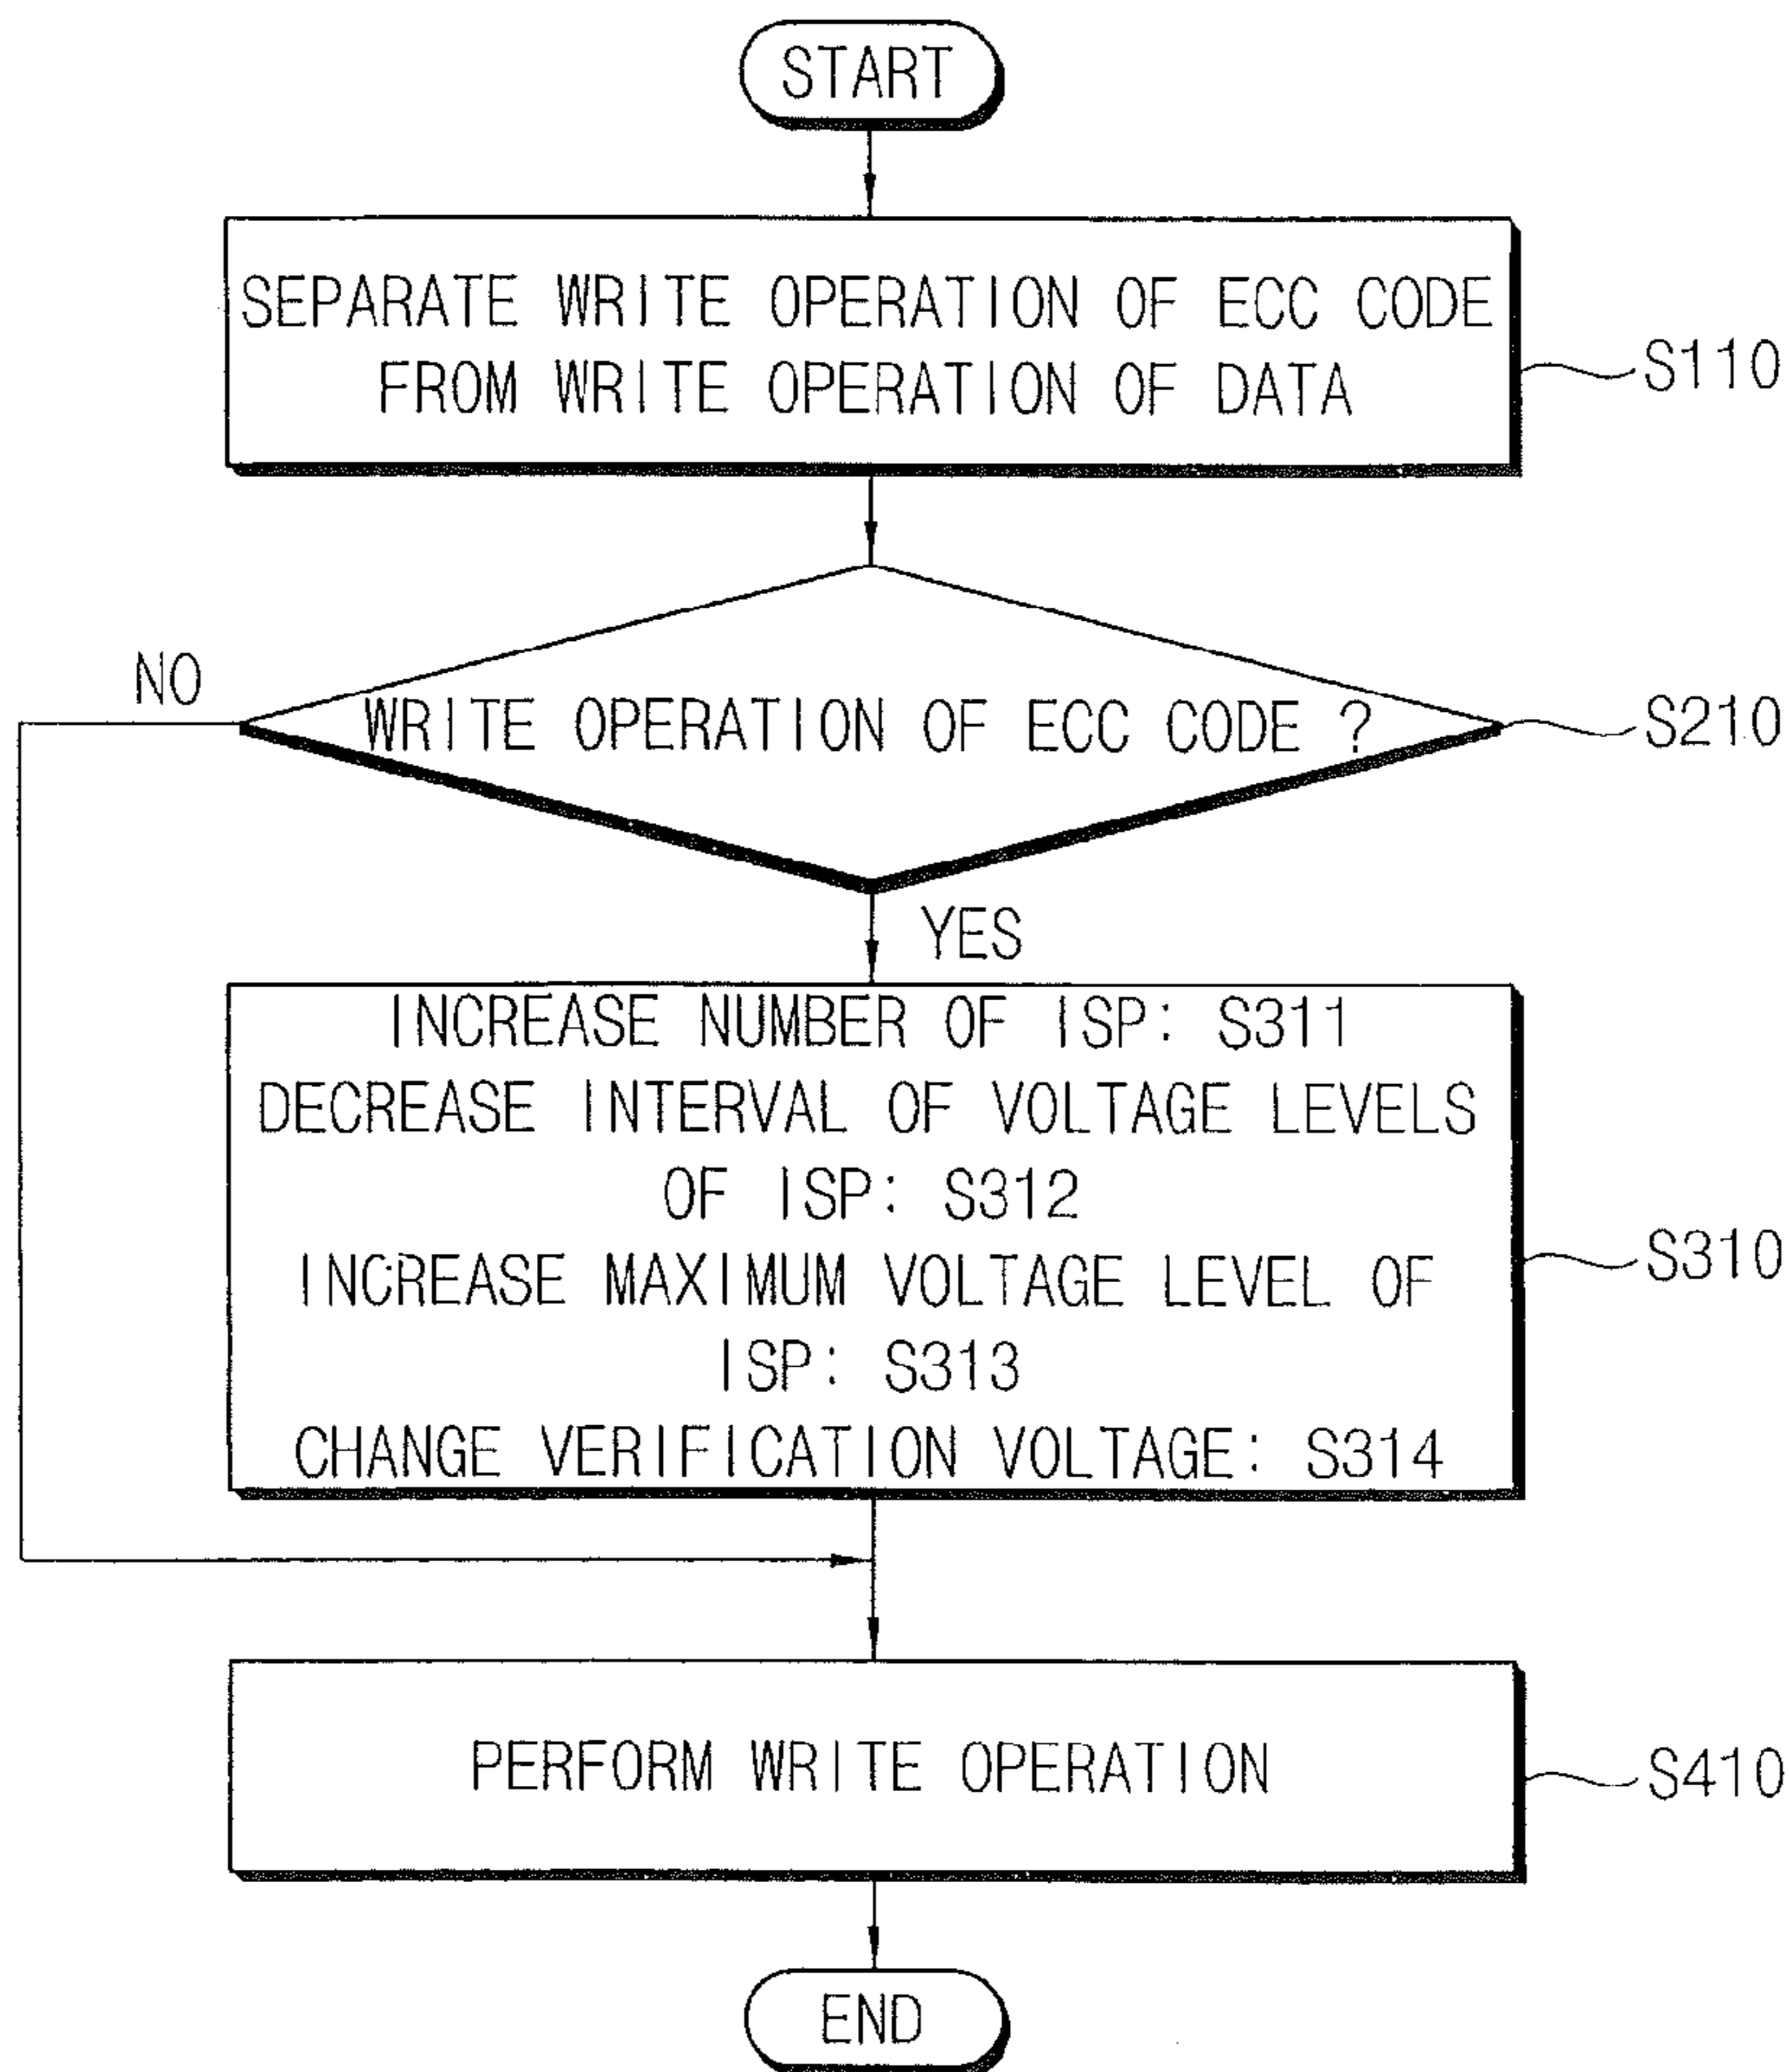 START
SEPARATE WRITE OPERATION OF ECC CODE
FROM WRITE OPERATION OF DATA
S110
NO
WRITE OPERATION OF ECC CODE ?
S210
YES
INCREASE NUMBER OF ISP: S311
DECREASE INTERVAL OF VOLTAGE LEVELS
OF ISP: S312
INCREASE MAXIMUM VOLTAGE LEVEL OF
ISP: S313
CHANGE VERIFICATION VOLTAGE: S314
S310
PERFORM WRITE OPERATION
S410
END